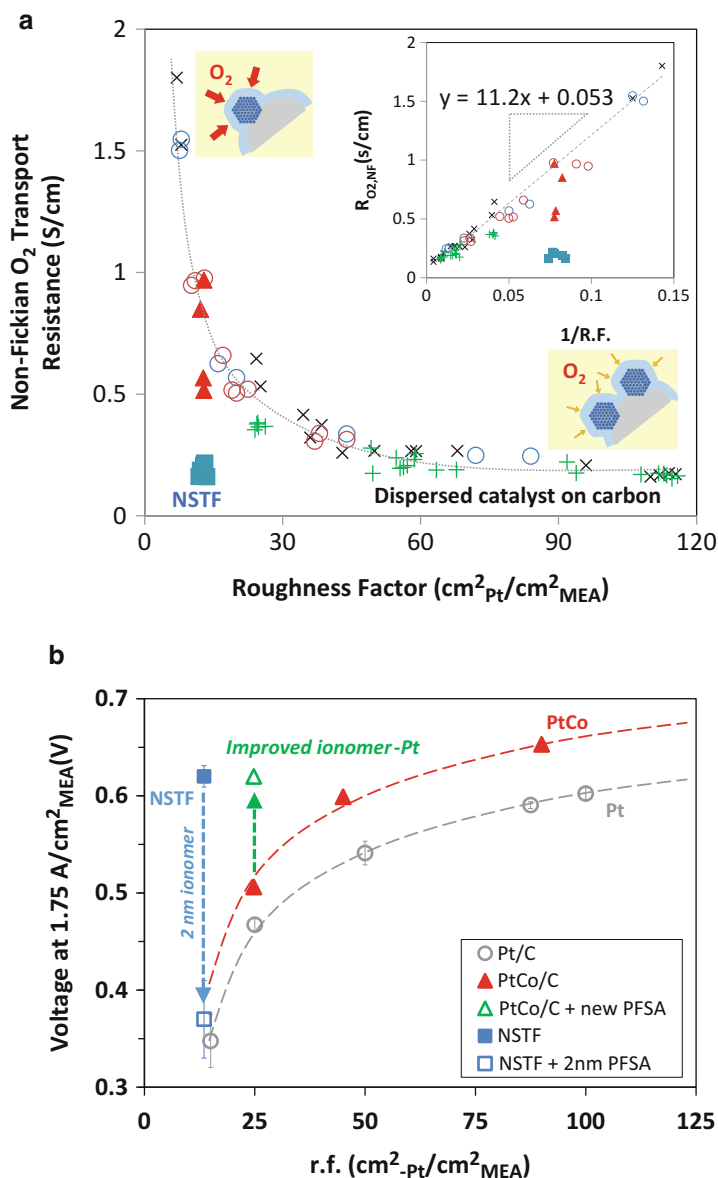 a
Non-Fickian O2 Transport
Resistance (S/cm)
2
1.5
1
0.5
0
0
30
60
90
120
Roughness Factor (cm2Pt/cm2MEA)
O2
NSTF
Dispersed catalyst on carbon
O2
RO2,NF(s/cm)
2
1.5
1
0.5
0
0
0.05
0.1
0.15
1/R.F.
y = 11.2x + 0.053
b
Voltage at 1.75 A/cm2MEA(V)
0.7
0.6
0.5
0.4
0.3
0
25
50
75
100
125
r.f. (cm2-Pt/cm2MEA)
PtCo
Improved ionomer-Pt
NSTF
Pt
2 nm ionomer
Pt/C
PtCo/C
PtCo/C + new PFSA
NSTF
NSTF + 2nm PFSA